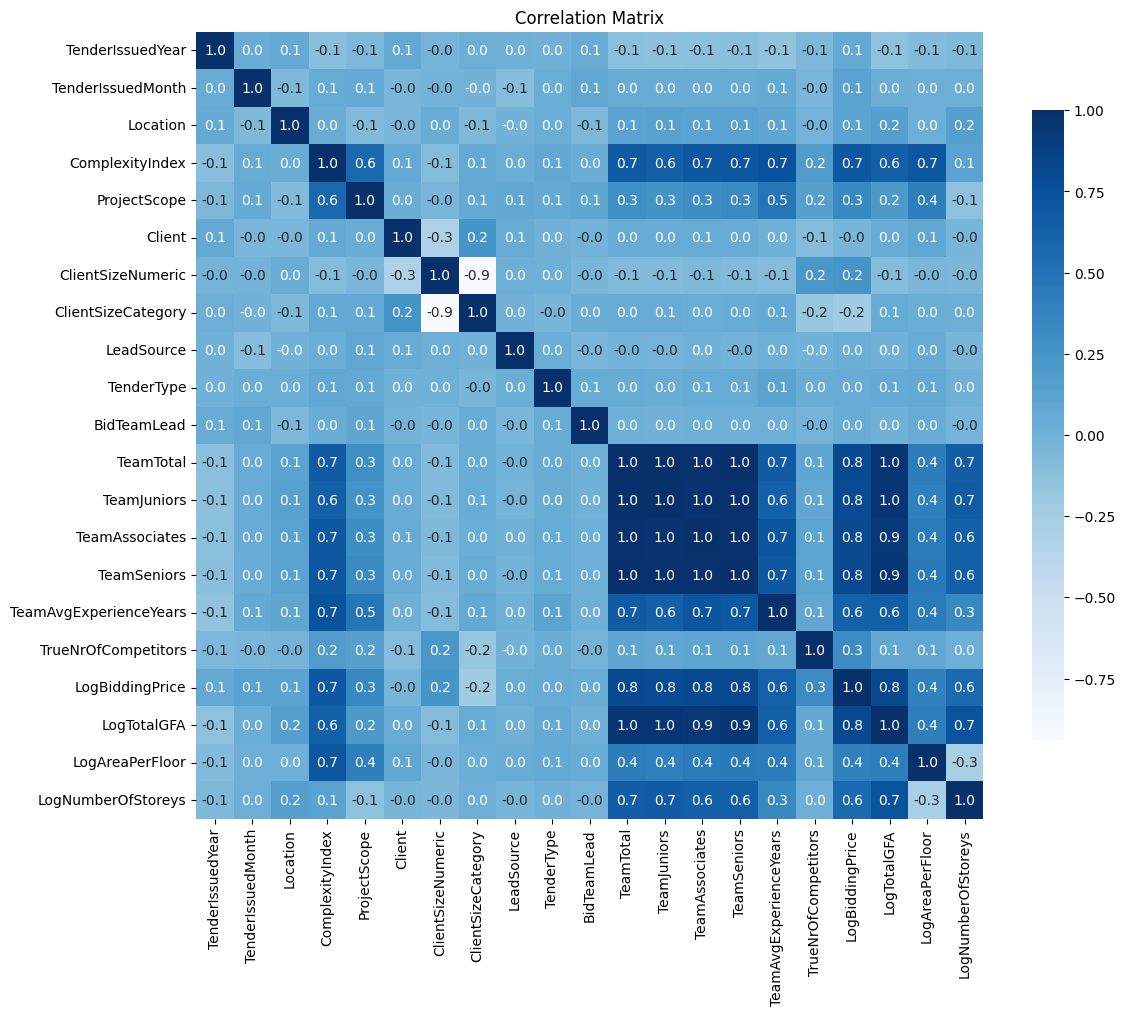 Correlation Matrix
TenderIssuedYear 1.0 0.0 0.1 -0.1 -0.1 0.1 -0.0 0.0 0.0 0.0 0.1 -0.1 -0.1 -0.1 -0.1 -0.1 -0.1 0.1 -0.1 -0.1 -0.1
TenderIssuedMonth 0.0 1.0 -0.1 0.1 0.1 -0.0 -0.0 -0.0 -0.1 0.0 0.1 0.0 0.0 0.0 0.0 0.1 -0.0 0.1 0.0 0.0 0.0
Location 0.1 -0.1 1.0 0.0 -0.1 -0.0 0.0 -0.1 -0.0 0.0 -0.1 0.1 0.1 0.1 0.1 0.1 -0.0 0.1 0.2 0.0 0.2
ComplexityIndex -0.1 0.1 0.0 1.0 0.6 0.1 -0.1 0.1 0.0 0.1 0.0 0.7 0.6 0.7 0.7 0.7 0.2 0.7 0.6 0.7 0.1
ProjectScope -0.1 0.1 -0.1 0.6 1.0 0.0 -0.0 0.1 0.1 0.1 0.1 0.3 0.3 0.3 0.3 0.5 0.2 0.3 0.2 0.4 -0.1
Client 0.1 -0.0 -0.0 0.1 0.0 1.0 -0.3 0.2 0.1 0.0 -0.0 0.0 0.0 0.1 0.0 0.0 -0.1 -0.0 0.0 0.1 -0.0
ClientSizeNumeric -0.0 -0.0 0.0 -0.1 -0.0 -0.3 1.0 -0.9 0.0 0.0 -0.0 -0.1 -0.1 -0.1 -0.1 -0.1 0.2 0.2 -0.1 -0.0 -0.0
ClientSizeCategory 0.0 -0.0 -0.1 0.1 0.1 0.2 -0.9 1.0 0.0 -0.0 0.0 0.0 0.1 0.0 0.0 0.1 -0.2 -0.2 0.1 0.0 0.0
LeadSource 0.0 -0.1 -0.0 0.0 0.1 0.1 0.0 0.0 1.0 0.0 -0.0 -0.0 -0.0 0.0 -0.0 0.0 -0.0 0.0 0.0 0.0 -0.0
TenderType 0.0 0.0 0.0 0.1 0.1 0.0 0.0 -0.0 0.0 1.0 0.1 0.0 0.0 0.1 0.1 0.1 0.0 0.0 0.1 0.1 0.0
BidTeamLead 0.1 0.1 -0.1 0.0 0.1 -0.0 -0.0 0.0 -0.0 0.1 1.0 0.0 0.0 0.0 0.0 0.0 -0.0 0.0 0.0 0.0 -0.0
TeamTotal -0.1 0.0 0.1 0.7 0.3 0.0 -0.1 0.0 -0.0 0.0 0.0 1.0 1.0 1.0 1.0 0.7 0.1 0.8 1.0 0.4 0.7
TeamJuniors -0.1 0.0 0.1 0.6 0.3 0.0 -0.1 0.1 -0.0 0.0 0.0 1.0 1.0 1.0 1.0 0.6 0.1 0.8 1.0 0.4 0.7
TeamAssociates -0.1 0.0 0.1 0.7 0.3 0.1 -0.1 0.0 0.0 0.1 0.0 1.0 1.0 1.0 1.0 0.7 0.1 0.8 0.9 0.4 0.6
TeamSeniors -0.1 0.0 0.1 0.7 0.3 0.0 -0.1 0.0 -0.0 0.1 0.0 1.0 1.0 1.0 1.0 0.7 0.1 0.8 0.9 0.4 0.6
TeamAvgExperienceYears -0.1 0.1 0.1 0.7 0.5 0.0 -0.1 0.1 0.0 0.1 0.0 0.7 0.6 0.7 0.7 1.0 0.1 0.6 0.6 0.4 0.3
TrueNrOfCompetitors -0.1 -0.0 -0.0 0.2 0.2 -0.1 0.2 -0.2 -0.0 0.0 -0.0 0.1 0.1 0.1 0.1 0.1 1.0 0.3 0.1 0.1 0.0
LogBiddingPrice 0.1 0.1 0.1 0.7 0.3 -0.0 0.2 -0.2 0.0 0.0 0.0 0.8 0.8 0.8 0.8 0.6 0.3 1.0 0.8 0.4 0.6
LogTotalGFA -0.1 0.0 0.2 0.6 0.2 0.0 -0.1 0.1 0.0 0.1 0.0 1.0 1.0 0.9 0.9 0.6 0.1 0.8 1.0 0.4 0.7
LogAreaPerFloor -0.1 0.0 0.0 0.7 0.4 0.1 -0.0 0.0 0.0 0.1 0.0 0.4 0.4 0.4 0.4 0.4 0.1 0.4 0.4 1.0 -0.3
LogNumberOfStoreys -0.1 0.0 0.2 0.1 -0.1 -0.0 -0.0 0.0 -0.0 0.0 -0.0 0.7 0.7 0.6 0.6 0.3 0.0 0.6 0.7 -0.3 1.0
TenderIssuedYear
TenderIssuedMonth
Location
ComplexityIndex
ProjectScope
Client
ClientSizeNumeric
ClientSizeCategory
LeadSource
TenderType
BidTeamLead
TeamTotal
TeamJuniors
TeamAssociates
TeamSeniors
TeamAvgExperienceYears
TrueNrOfCompetitors
LogBiddingPrice
LogTotalGFA
LogAreaPerFloor
LogNumberOfStoreys
1.00
0.75
0.50
0.25
0.00
−0.25
−0.50
−0.75